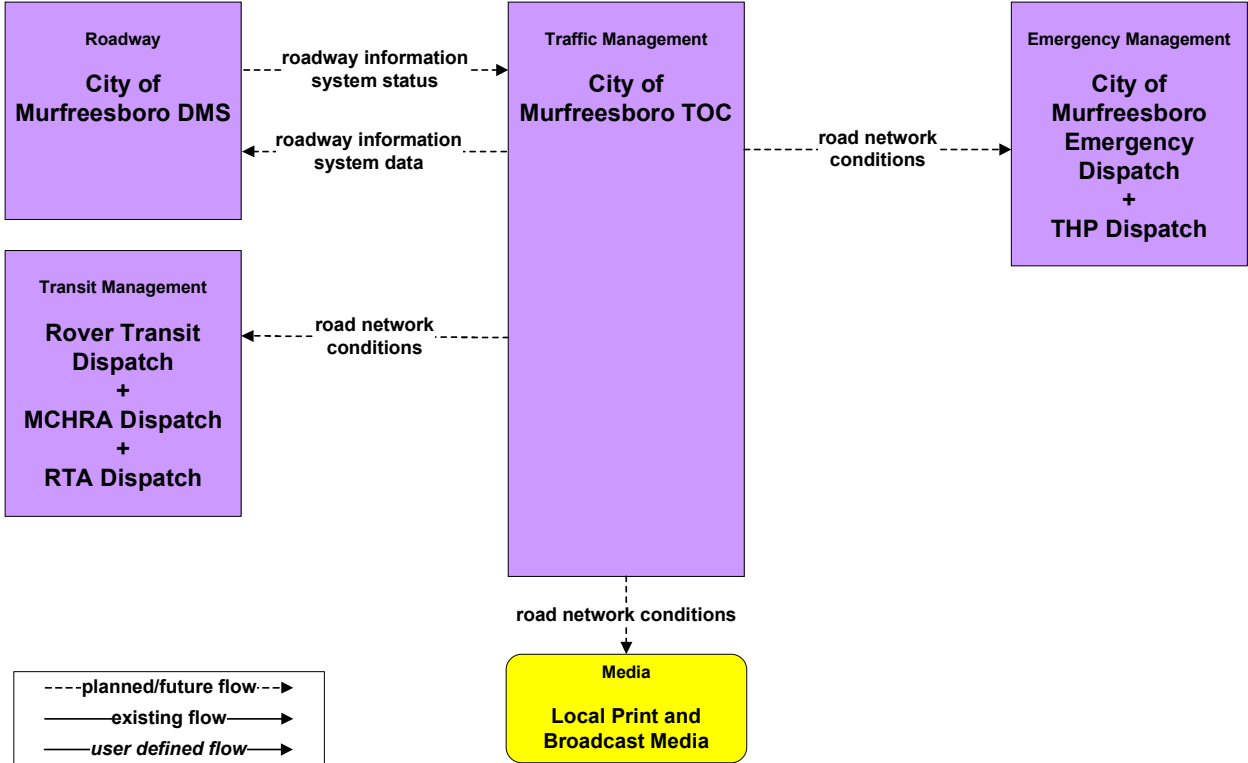 Roadway
City of
Murfreesboro DMS
roadway information
system status
roadway information
system data
Traffic Management
City of
Murfreesboro TOC
road network
conditions
Emergency Management
City of
Murfreesboro
Emergency
Dispatch
+
THP Dispatch
Transit Management
Rover Transit
Dispatch
+
MCHRA Dispatch
+
RTA Dispatch
road network
conditions
road network conditions
Media
Local Print and
Broadcast Media
planned/future flow
existing flow
user defined flow